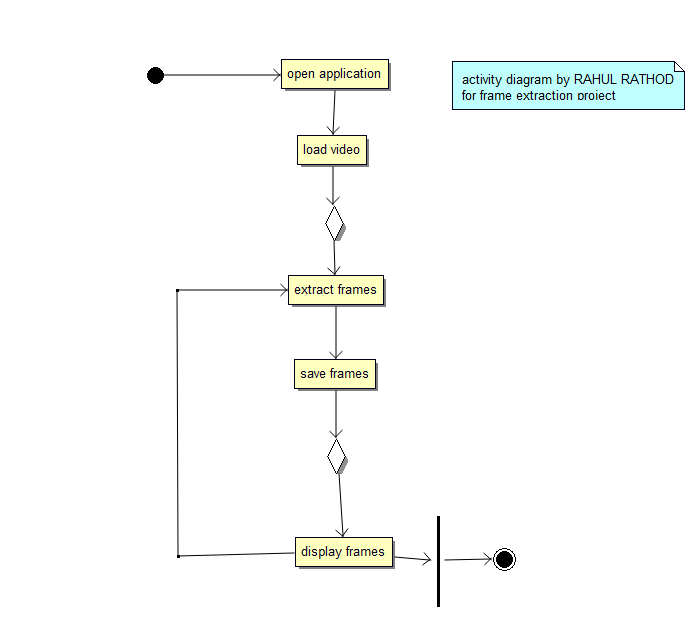 open application
activity diagram by RAHUL RATHOD
for frame extraction project
load video
extract frames
save frames
display frames